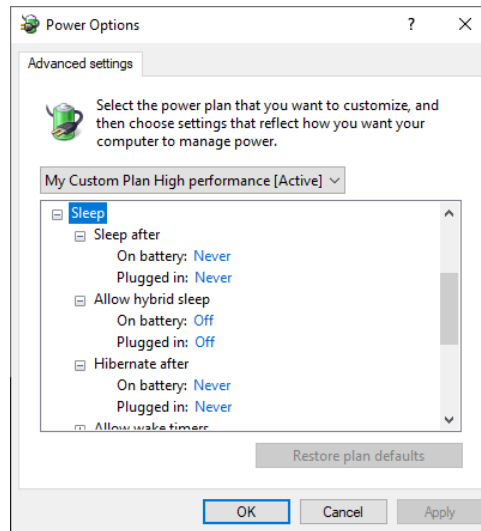 Power Options
?
Advanced settings
Select the power plan that you want to customize, and
then choose settings that reflect how you want your
computer to manage power.
My Custom Plan High performance [Active]
Sleep
Sleep after
On battery: Never
Plugged in: Never
Allow hybrid sleep
On battery: Off
Plugged in: Off
Hibernate after
On battery: Never
Plugged in: Never
Allow wake timers
Restore plan defaults
OK Cancel Apply